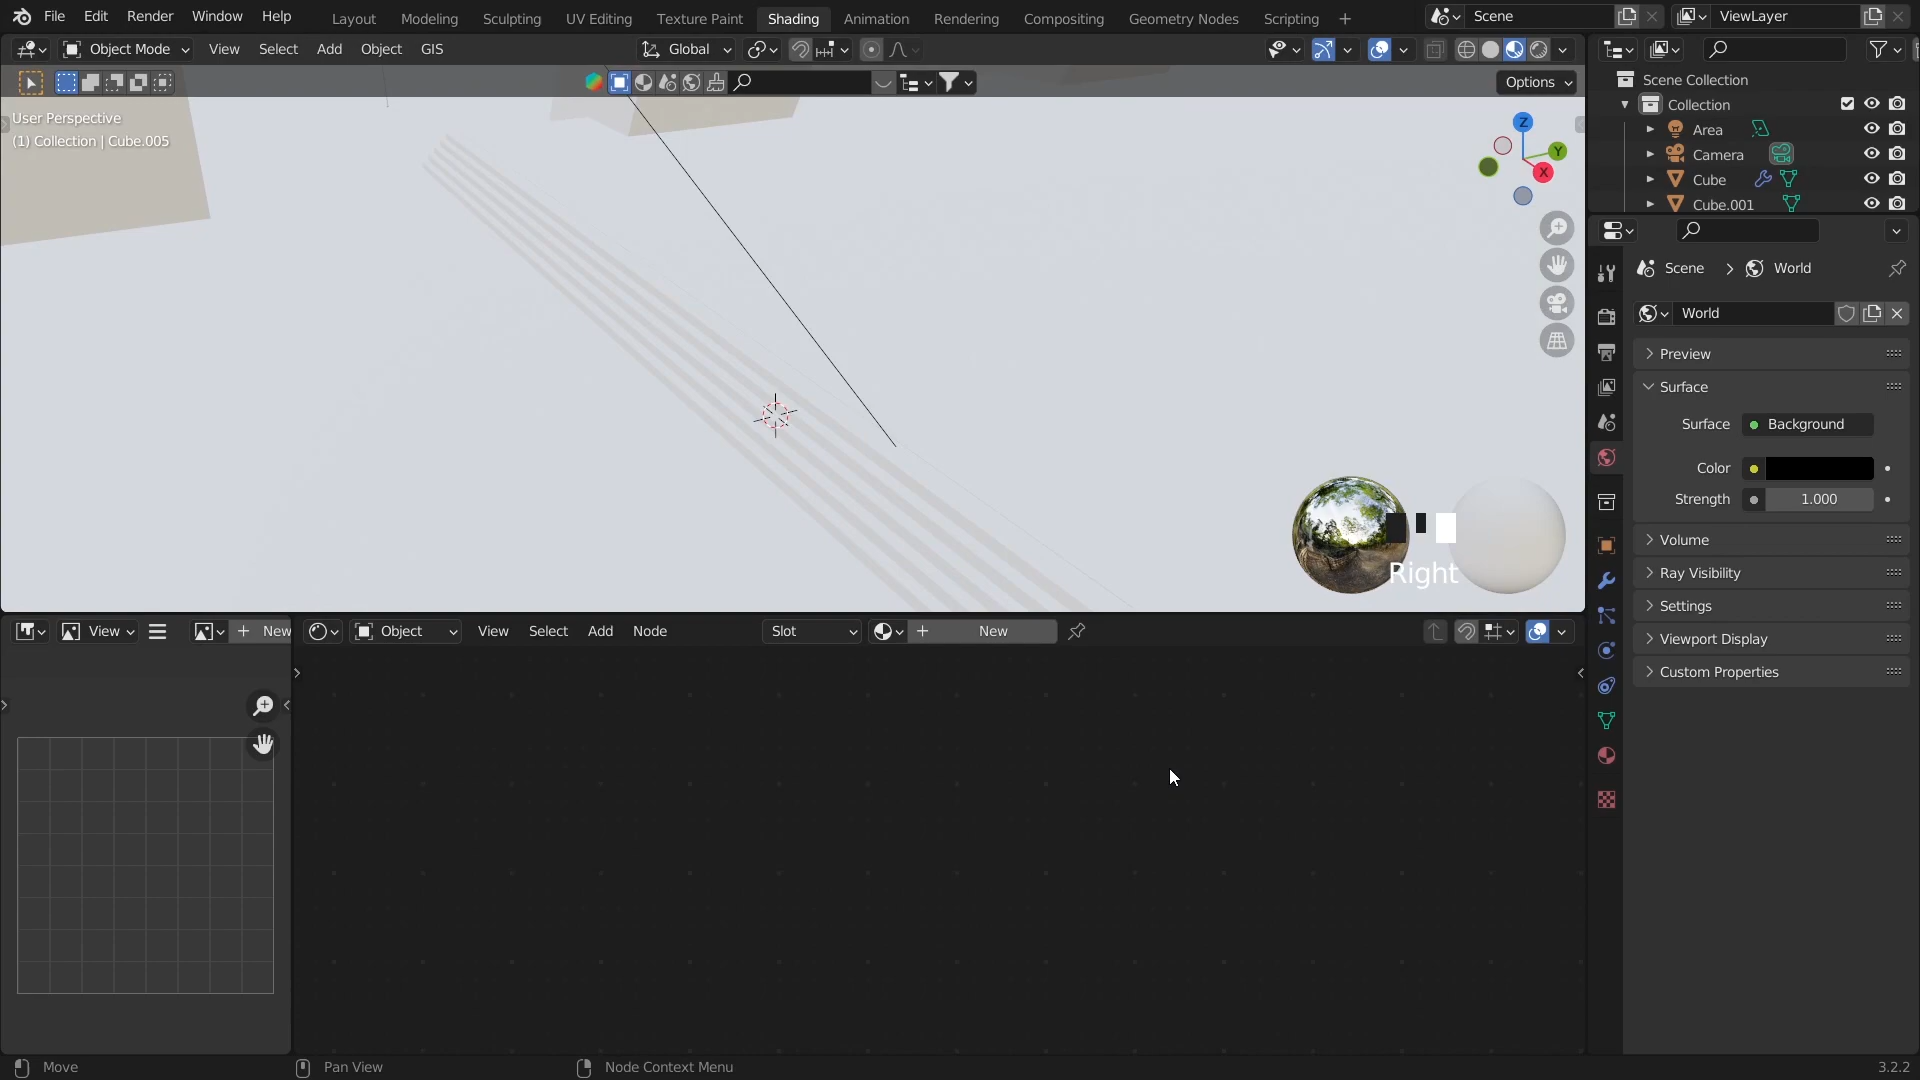 File Edit Render Window Help Layout Modeling Sculpting UV Editing Texture Paint Shading Animation Rendering Compositing Geometry Nodes Scripting Scene ViewLayer
Object Mode View Select Add Object GIS Global
Options
User Perspective
(1) Collection | Cube.005
Z
Y
X
Right
Scene Collection
Collection
Area
Camera
Cube
Cube.001
Scene World
World
Preview
Surface
Surface Background
Color
Strength 1.000
Volume
Ray Visibility
Settings
Viewport Display
Custom Properties
View New Object View Select Add Node Slot New
Move Pan View Node Context Menu 3.2.2